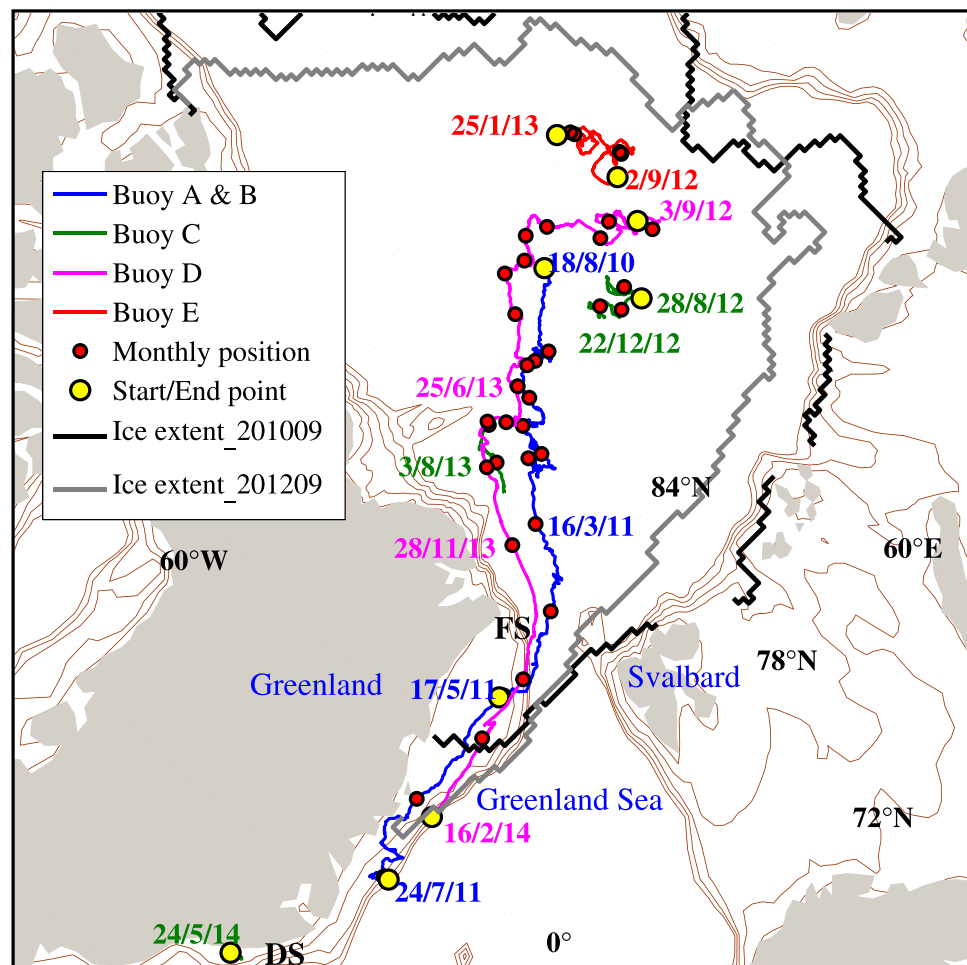 25/1/13
2/9/12
3/9/12
Buoy A & B
Buoy C
Buoy D
Buoy E
Monthly position
Start/End point
Ice extent_201009
Ice extent_201209
18/8/10
28/8/12
22/12/12
25/6/13
3/8/13
84°N
16/3/11
28/11/13
60°W
60°E
FS
78°N
Svalbard
Greenland
17/5/11
Greenland Sea
72°N
16/2/14
24/7/11
24/5/14
DS
0°